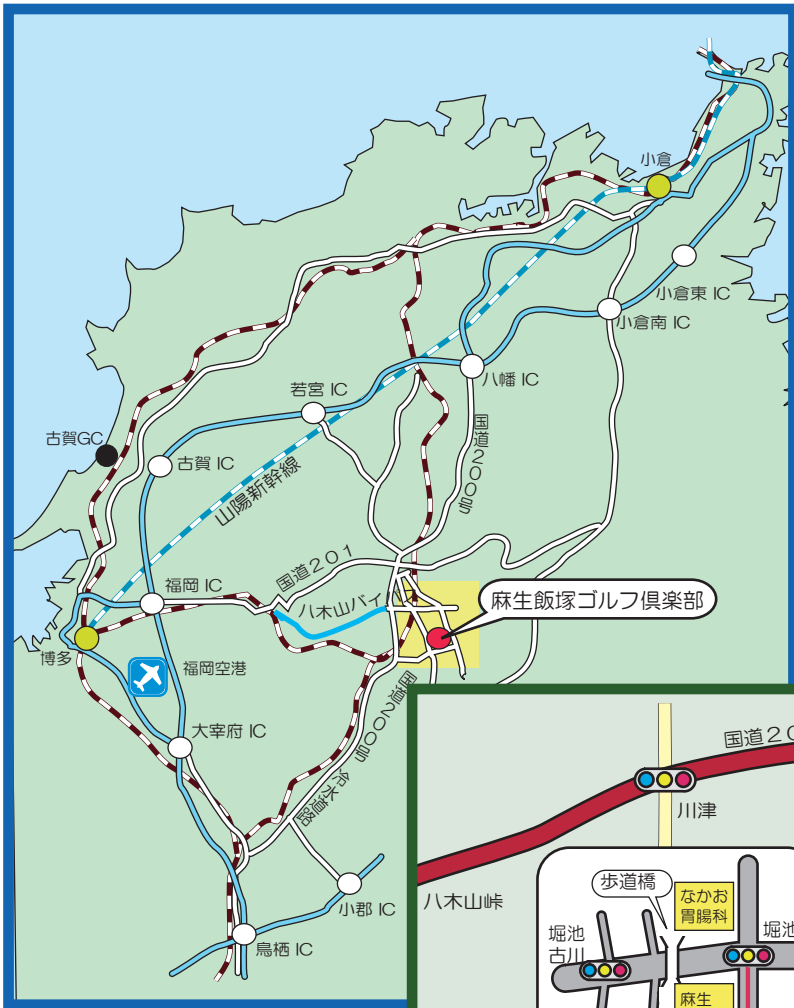 小倉
小倉東 IC
小倉南 IC
八幡 IC
若宮 IC
古賀GC
古賀 IC
国道200号
山陽新幹線
国道201
福岡 IC
八木山バイパ
麻生飯塚ゴルフ倶楽部
博多
福岡空港
国道200号
大宰府 IC
冷水道路
小郡 IC
鳥栖 IC
国道20
川津
八木山峠
歩道橋
なかお
胃腸科
堀池
古川
堀池
麻生